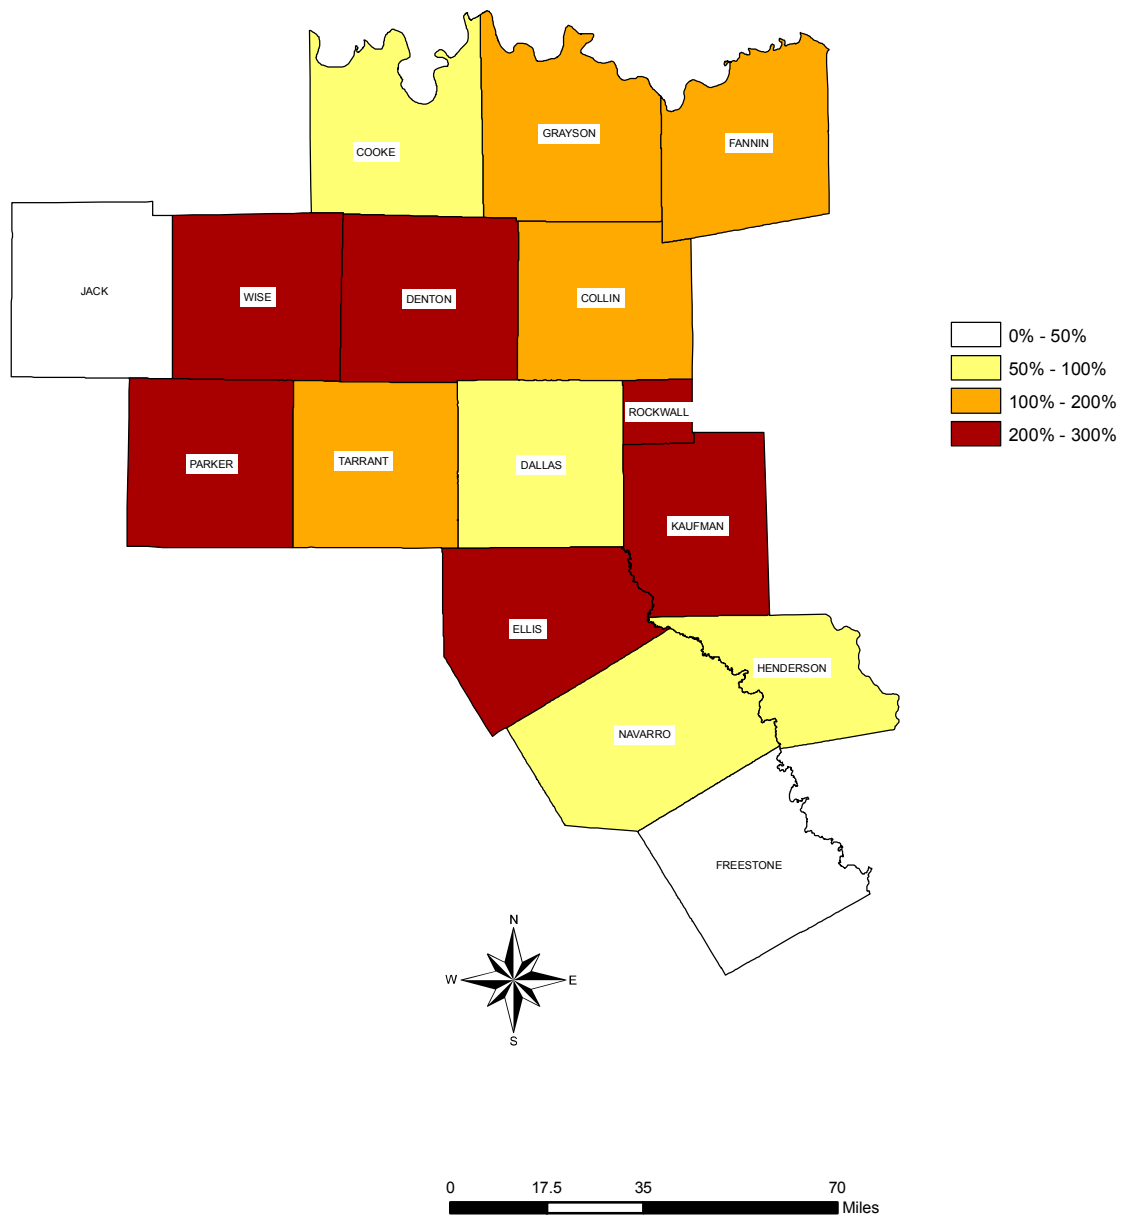 GRAYSON
FANNIN
COOKE
JACK
WISE
DENTON
COLLIN
0% - 50%
50% - 100%
100% - 200%
200% - 300%
ROCKWALL
PARKER
TARRANT
DALLAS
KAUFMAN
ELLIS
HENDERSON
NAVARRO
FREESTONE
N
W
E
S
0 17.5 35 70
Miles